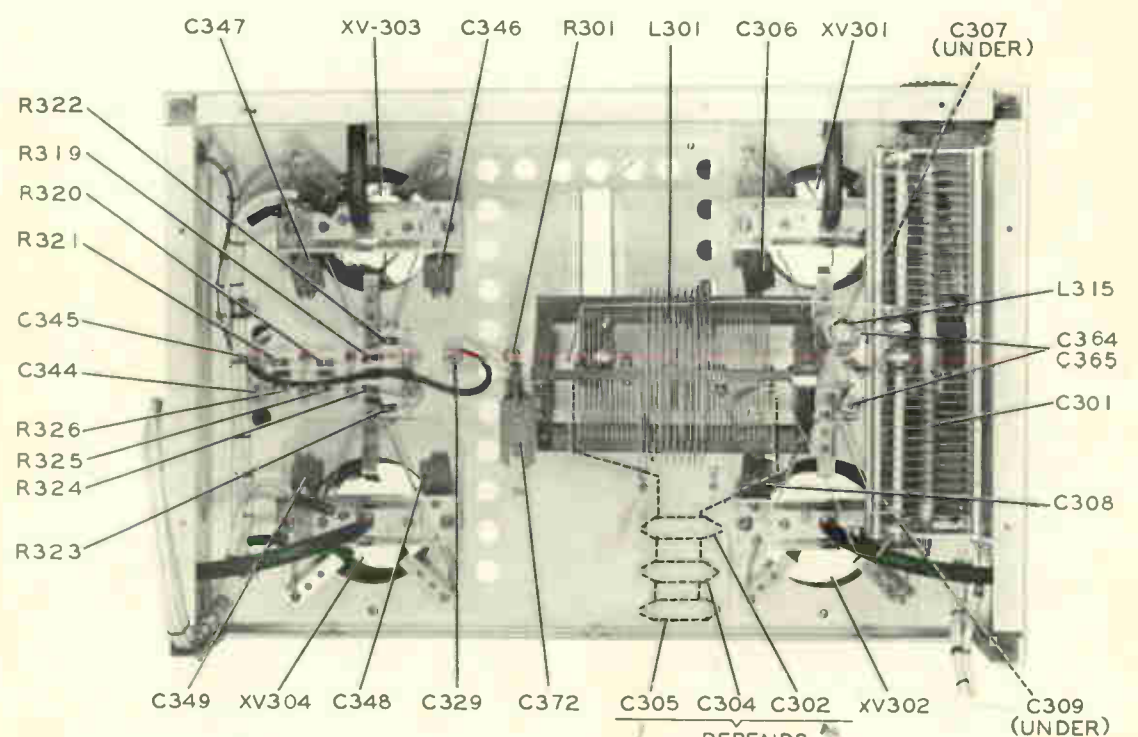 C347 XV-303 C346 R301 L301 C306 XV301 C307
(UNDER)
R322
R319
R320
R321
C345
C344
R326
R325
R324
R323
L315
C364
C365
C301
C308
C349 XV304 C348 C329 C372 C305 C304 C302 XV302 C309
(UNDER)
DEPENDS